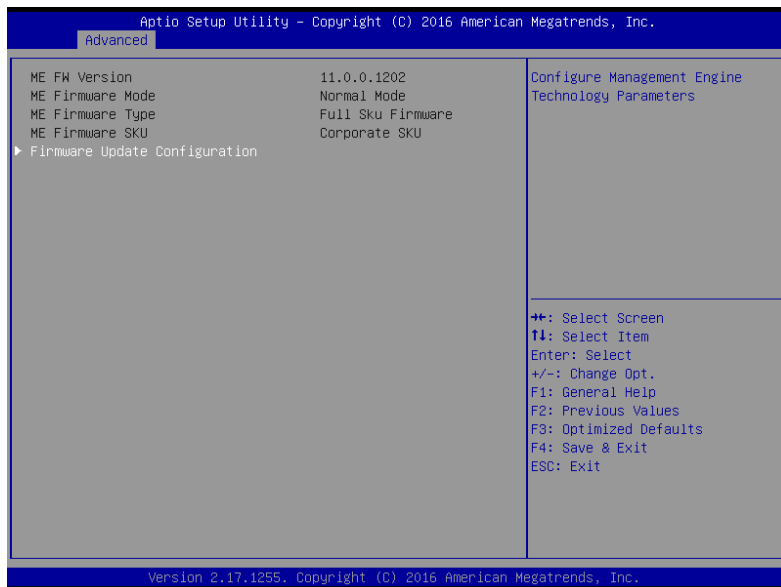 Aptio Setup Utility – Copyright (C) 2016 American Megatrends, Inc.
Advanced
ME FW Version 11.0.0.1202
ME Firmware Mode Normal Mode
ME Firmware Type Full Sku Firmware
ME Firmware SKU Corporate SKU
▶ Firmware Update Configuration
Configure Management Engine
Technology Parameters
→←: Select Screen
↑↓: Select Item
Enter: Select
+/-: Change Opt.
F1: General Help
F2: Previous Values
F3: Optimized Defaults
F4: Save & Exit
ESC: Exit
Version 2.17.1255. Copyright (C) 2016 American Megatrends, Inc.